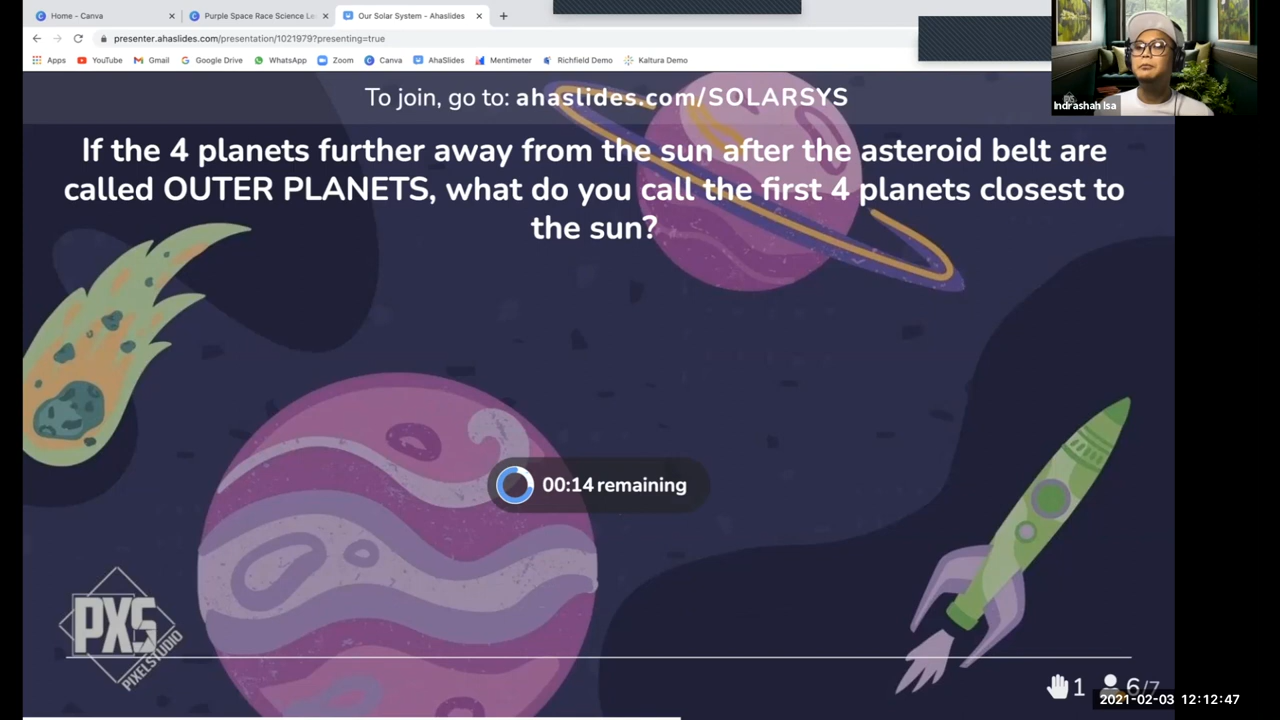 Home - Canva
Purple Space Race Science Le
Our Solar System - Ahaslides
presenter.ahaslides.com/presentation/1021979?presenting=true
Apps YouTube Gmail Google Drive WhatsApp Zoom Canva AhaSlides Mentimeter Richfield Demo Kaltura Demo
Indrashah Isa
To join, go to: ahaslides.com/SOLARSYS
If the 4 planets further away from the sun after the asteroid belt are
called OUTER PLANETS, what do you call the first 4 planets closest to
the sun?
00:14 remaining
PXS
PIXELSTUDIO
1 6/7
2021-02-03 12:12:47